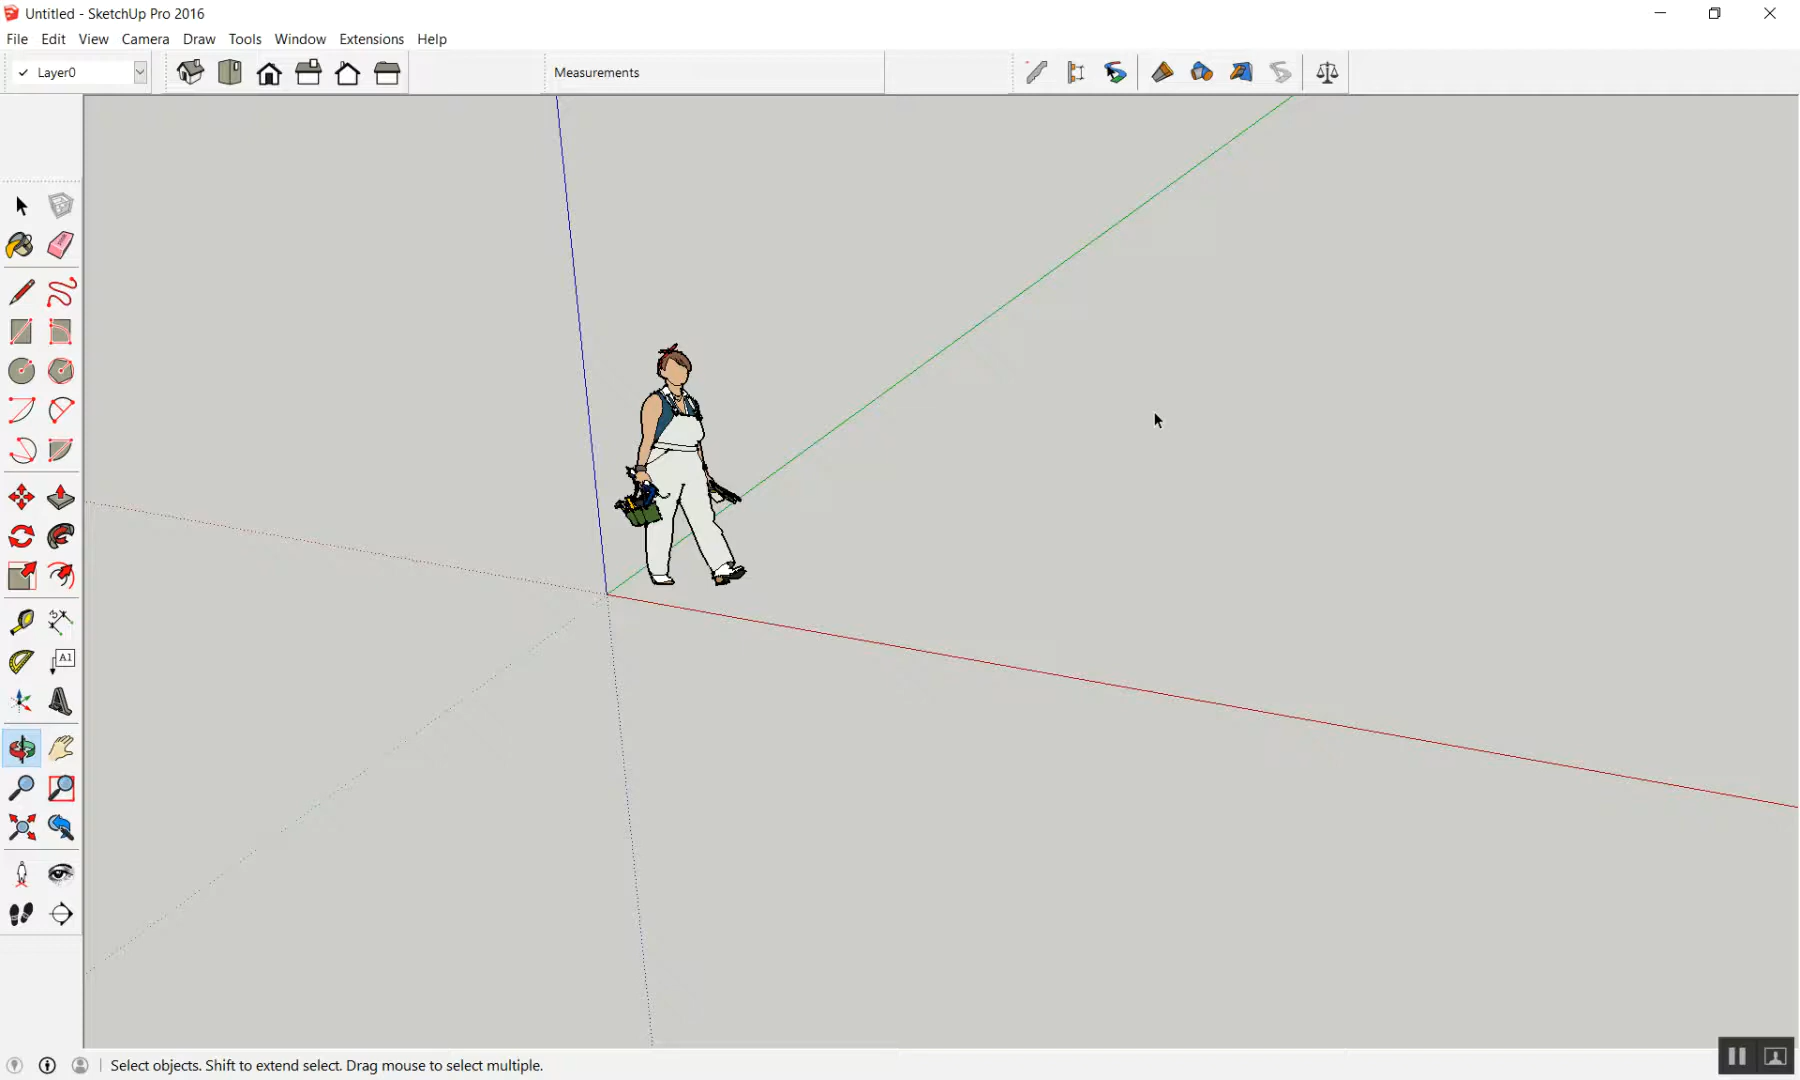 Untitled - SketchUp Pro 2016
File Edit View Camera Draw Tools Window Extensions Help
Layer0
Measurements
A1
Select objects. Shift to extend select. Drag mouse to select multiple.